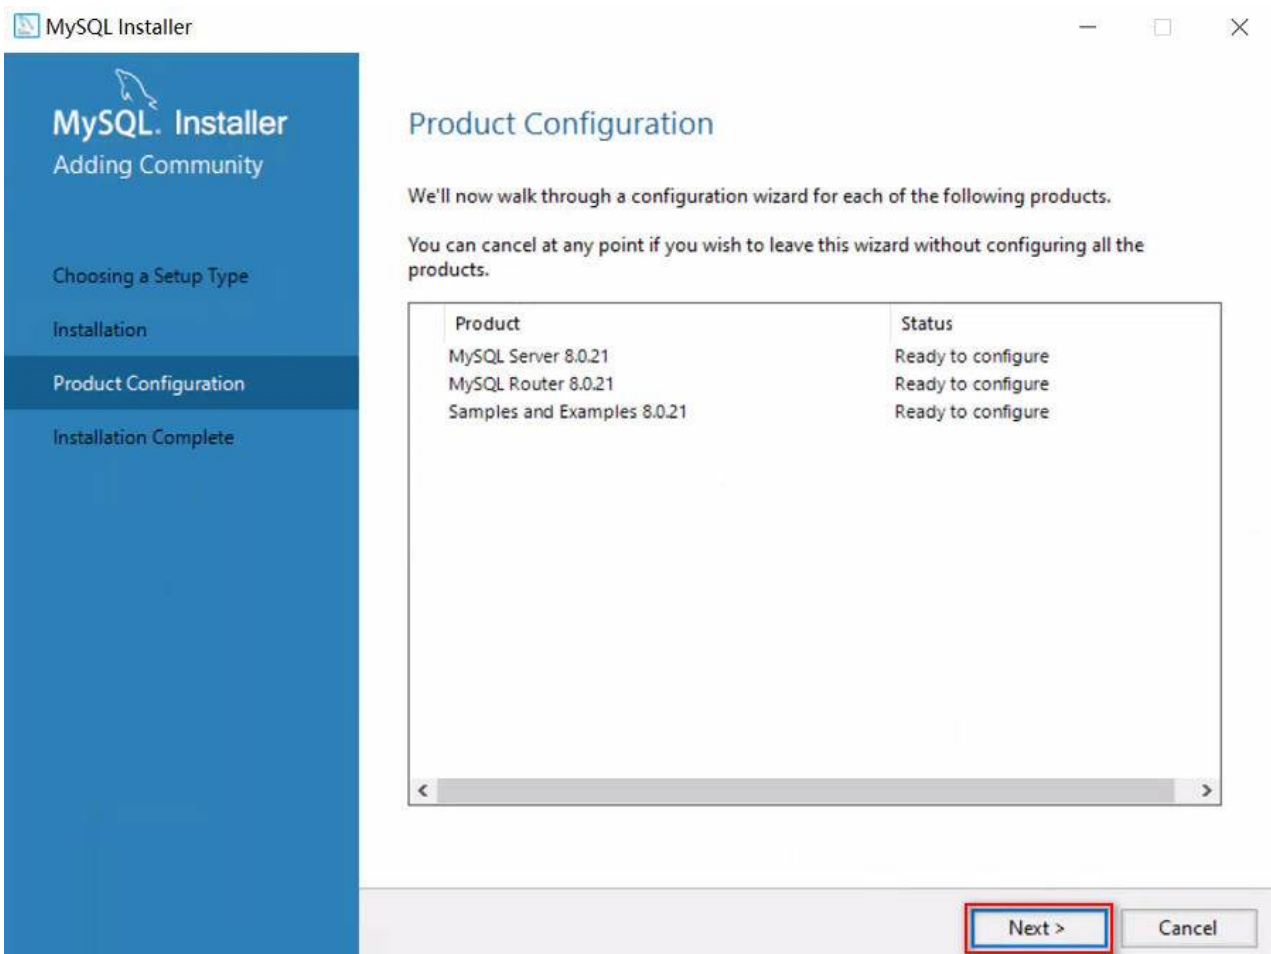 MySQL Installer
MySQL. Installer
Adding Community
Choosing a Setup Type
Installation
Product Configuration
Installation Complete
Product Configuration
We'll now walk through a configuration wizard for each of the following products.
You can cancel at any point if you wish to leave this wizard without configuring all the
products.
Product Status
MySQL Server 8.0.21 Ready to configure
MySQL Router 8.0.21 Ready to configure
Samples and Examples 8.0.21 Ready to configure
Next > Cancel